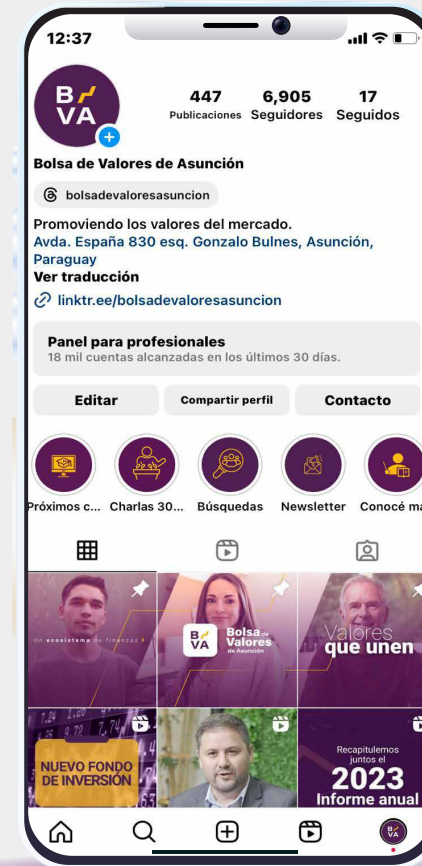 12:37
B
VA
447 6,905 17
Publicaciones Seguidores Seguidos
Bolsa de Valores de Asunción
bolsadevaloresasuncion
Promoviendo los valores del mercado.
Avda. España 830 esq. Gonzalo Bulnes, Asunción,
Paraguay
Ver traducción
linktr.ee/bolsadevaloresasuncion
Panel para profesionales
18 mil cuentas alcanzadas en los últimos 30 días.
Editar Compartir perfil Contacto
Próximos c... Charlas 30... Búsquedas Newsletter Conocé má
Un ecosistema de finanzas
B
VA
Bolsa de
Valores
de Asunción
Valores
que unen
7,74
NUEVO FONDO
DE INVERSIÓN
Recapitulemos
juntos el
2023
Informe anual
B
VA